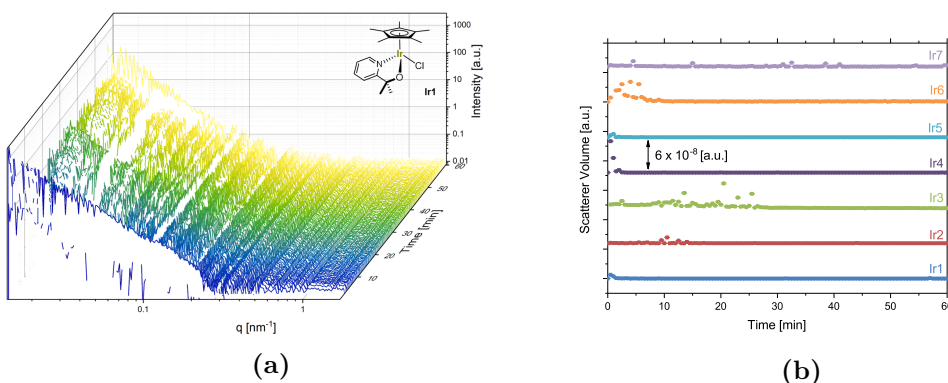 1000
100
10
1
0.1
0.01
Intensity [a.u.]
Ir
N
Cl
O
Ir1
60
50
40
30
20
10
Time [min]
0.1
1
q [nm⁻¹]
(a)
Scatterer Volume [a.u.]
Ir7
Ir6
Ir5
6 x 10⁻⁸ [a.u.]
Ir4
Ir3
Ir2
Ir1
0
10
20
30
40
50
60
Time [min]
(b)